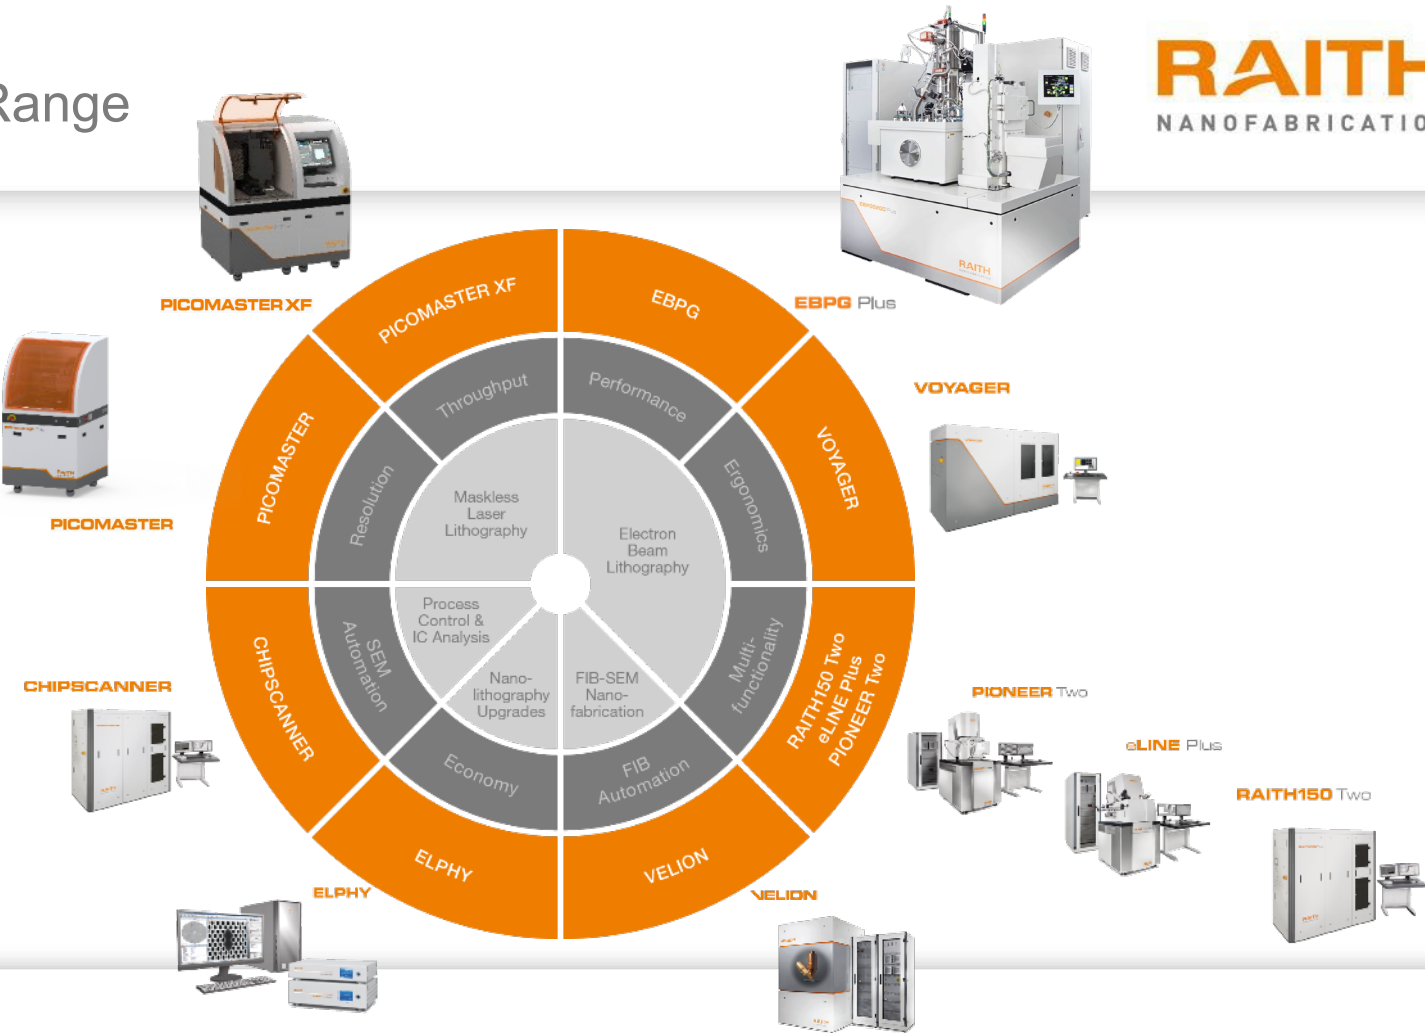 Range
RAITH
NANOFABRICATIO
PICOMASTER XF
EBPG Plus
VOYAGER
PICOMASTER
CHIPSCANNER
PIONEER Two
eLINE Plus
RAITH150 Two
ELPHY
VELION
PICOMASTER XF
EBPG
VOYAGER
RAITH150 Two
eLINE Plus
PIONEER Two
VELION
ELPHY
CHIPSCANNER
PICOMASTER
Throughput
Performance
Ergonomics
Multi-
functionality
FIB
Automation
Economy
SEM
Automation
Resolution
Maskless
Laser
Lithography
Electron
Beam
Lithography
Process
Control &
IC Analysis
Nano-
lithography
Upgrades
FIB-SEM
Nano-
fabrication
RAITH
RAITH